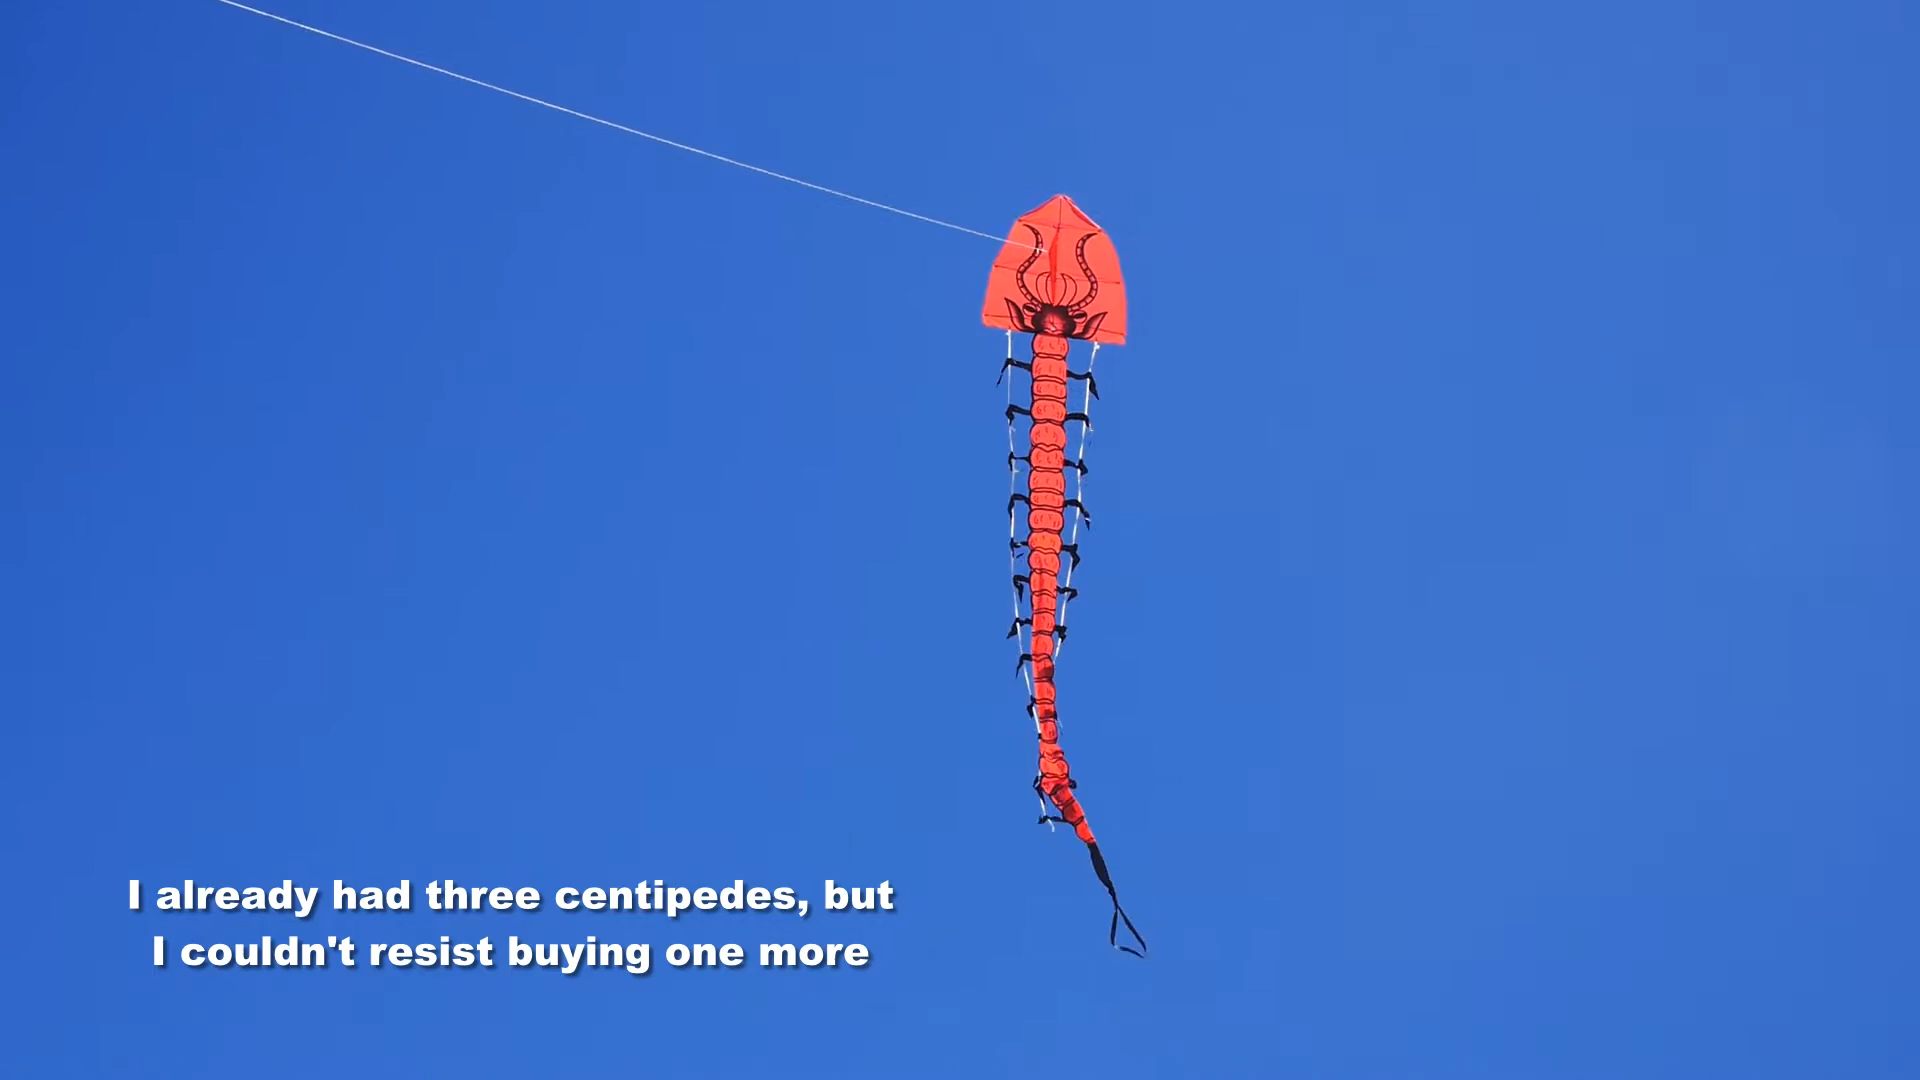 I already had three centipedes, but
I couldn't resist buying one more